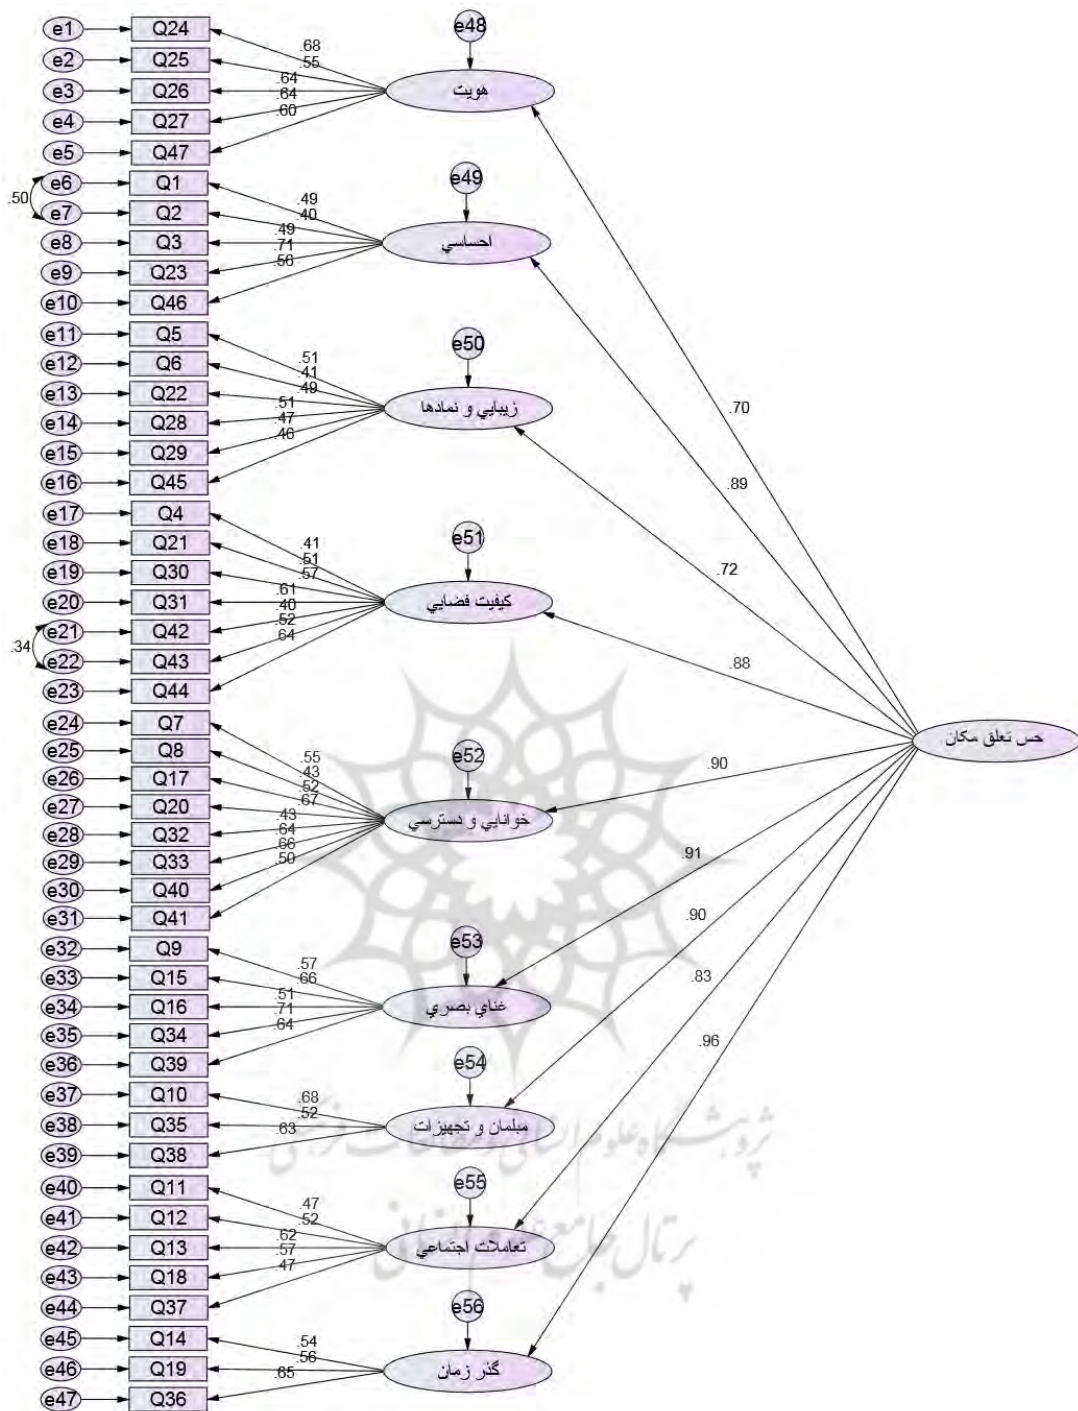 e1 Q24
e2 Q25
e3 Q26
e4 Q27
e5 Q47
.68
.55
.64
.64
.60
e48
هويت
e6 Q1
e7 Q2
e8 Q3
e9 Q23
e10 Q46
.50
.49
.40
.49
.71
.56
e49
احساسي
e11 Q5
e12 Q6
e13 Q22
e14 Q28
e15 Q29
e16 Q45
.51
.41
.49
.51
.47
.46
e50
زيبايي و نمادها
e17 Q4
e18 Q21
e19 Q30
e20 Q31
e21 Q42
e22 Q43
e23 Q44
.34
.41
.51
.57
.61
.40
.52
.64
e51
كيفيت فضايي
e24 Q7
e25 Q8
e26 Q17
e27 Q20
e28 Q32
e29 Q33
e30 Q40
e31 Q41
.55
.43
.52
.67
.43
.64
.66
.50
e52
خوانايي و دسترسي
e32 Q9
e33 Q15
e34 Q16
e35 Q34
e36 Q39
.57
.66
.51
.71
.64
e53
غناي بصري
e37 Q10
e38 Q35
e39 Q38
.68
.52
.63
e54
مبلمان و تجهيزات
e40 Q11
e41 Q12
e42 Q13
e43 Q18
e44 Q37
.47
.52
.62
.57
.47
e55
تعاملات اجتماعي
e45 Q14
e46 Q19
e47 Q36
.54
.56
.65
e56
گذر زمان
.70
.89
.72
.88
.90
.91
.90
.83
.96
حس تعلق مكان